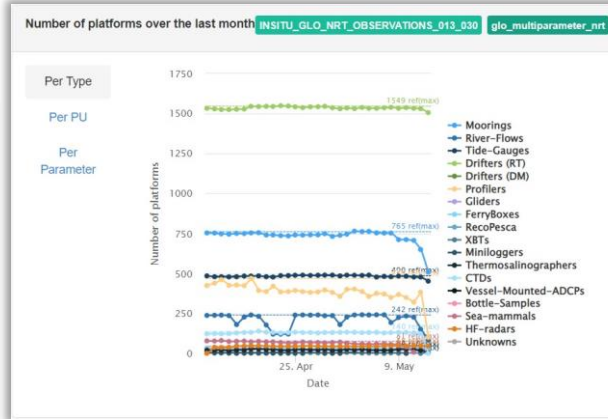 Number of platforms over the last month INSITU_GLO_NRT_OBSERVATIONS_013_030 glo_multiparameter_nrt
Per Type
Per PU
Per
Parameter
Number of platforms
1750
1500
1250
1000
750
500
250
0
1549 ref(max)
765 ref(max)
490 ref(max)
242 ref(max)
25. Apr
9. May
Date
Moorings
River-Flows
Tide-Gauges
Drifters (RT)
Drifters (DM)
Profilers
Gliders
FerryBoxes
RecoPesca
XBTs
Miniloggers
Thermosalinographers
CTDs
Vessel-Mounted-ADCPs
Bottle-Samples
Sea-mammals
HF-radars
Unknowns